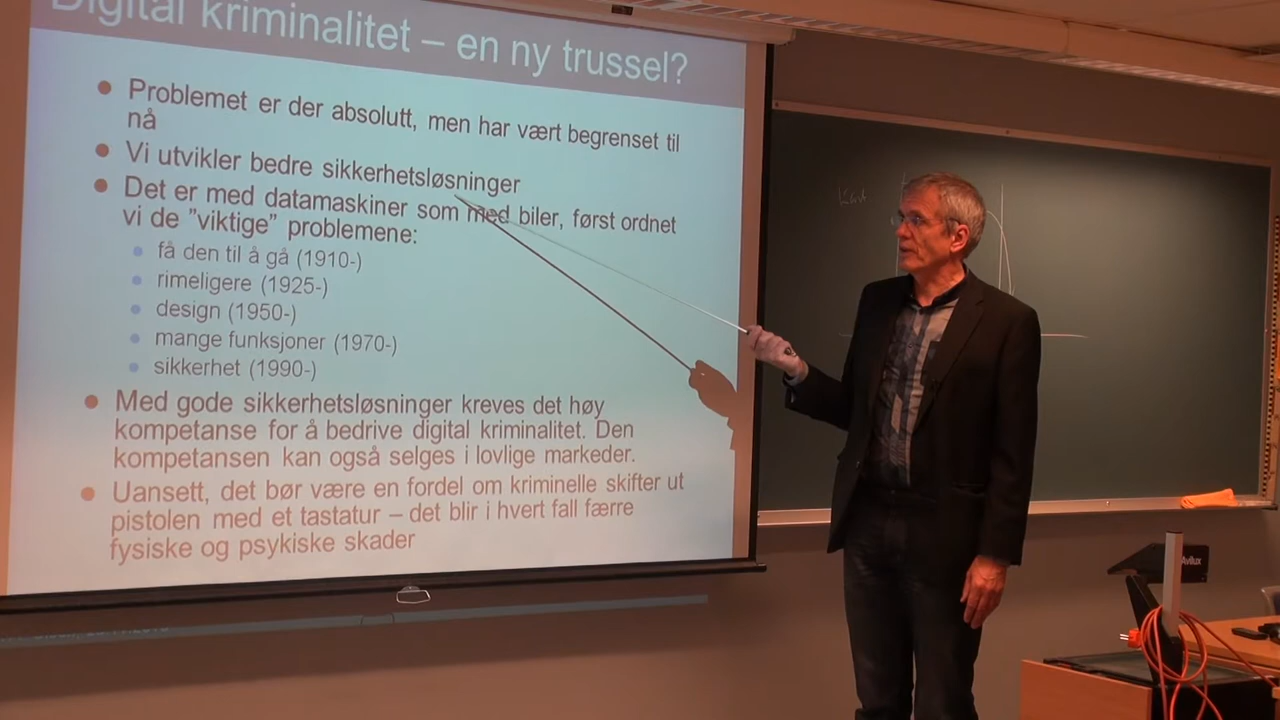 Digital kriminalitet – en ny trussel?
Problemet er der absolutt, men har vært begrenset til
nå
Vi utvikler bedre sikkerhetsløsninger
Det er med datamaskiner som med biler, først ordnet
vi de ”viktige” problemene:
få den til å gå (1910-)
rimeligere (1925-)
design (1950-)
mange funksjoner (1970-)
sikkerhet (1990-)
Med gode sikkerhetsløsninger kreves det høy
kompetanse for å bedrive digital kriminalitet. Den
kompetansen kan også selges i lovlige markeder.
Uansett, det bør være en fordel om kriminelle skifter ut
pistolen med et tastatur – det blir i hvert fall færre
fysiske og psykiske skader